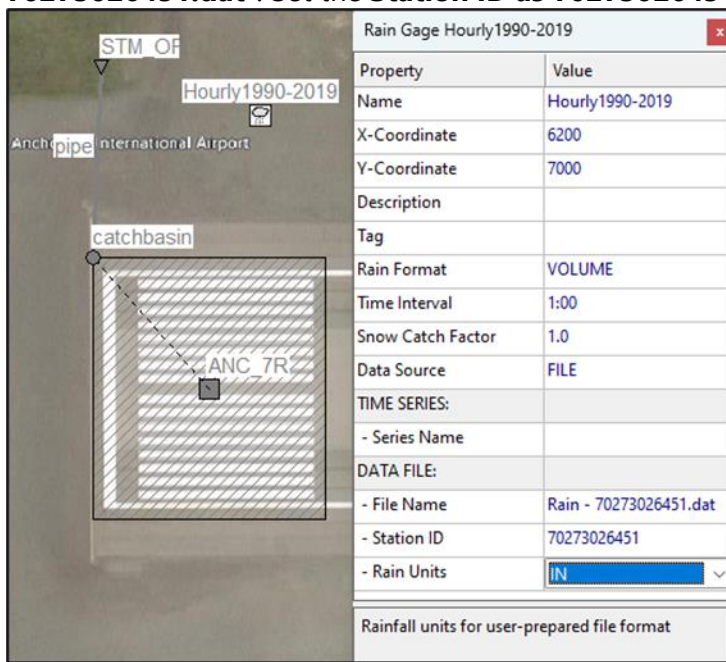 STM_OF
Hourly1990-2019
pipe
catchbasin
ANC_7R
Rain Gage Hourly1990-2019
x
Property Value
Name Hourly1990-2019
X-Coordinate 6200
Y-Coordinate 7000
Description
Tag
Rain Format VOLUME
Time Interval 1:00
Snow Catch Factor 1.0
Data Source FILE
TIME SERIES:
- Series Name
DATA FILE:
- File Name Rain - 70273026451.dat
- Station ID 70273026451
- Rain Units IN
Rainfall units for user-prepared file format